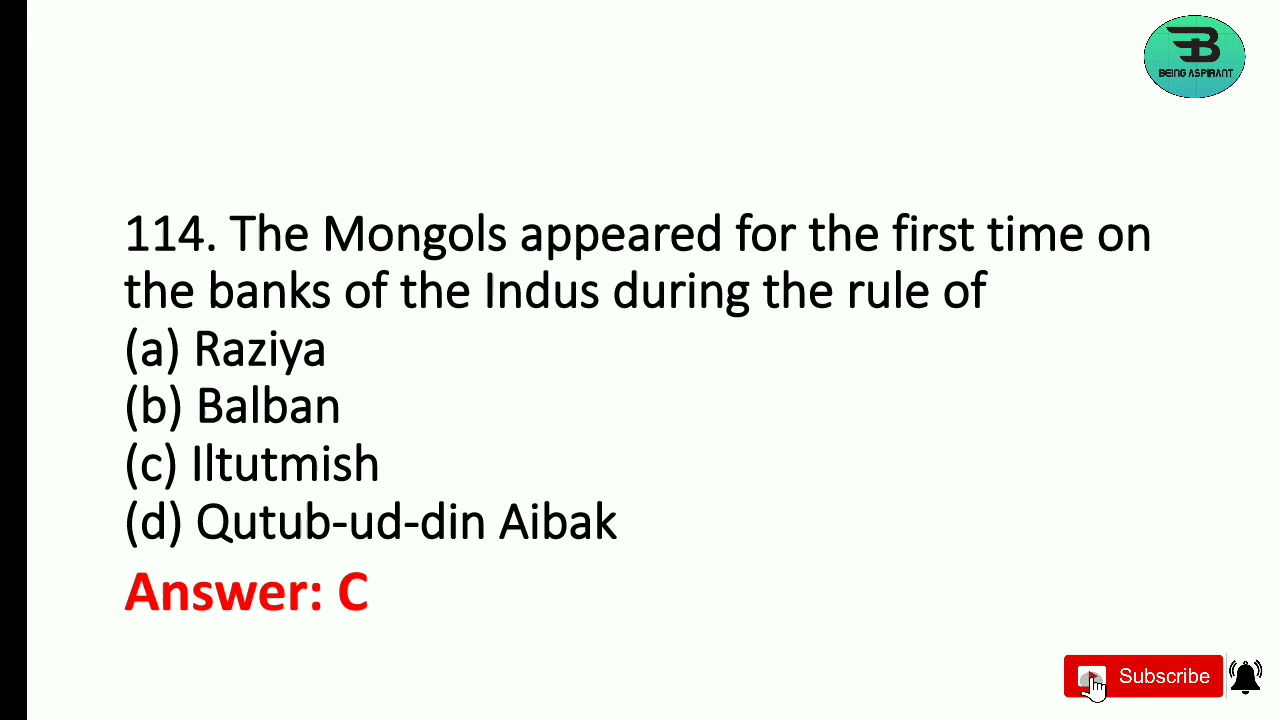 BEING ASPIRANT
114. The Mongols appeared for the first time on
the banks of the Indus during the rule of
(a) Raziya
(b) Balban
(c) Iltutmish
(d) Qutub-ud-din Aibak
Answer: C
Subscribe